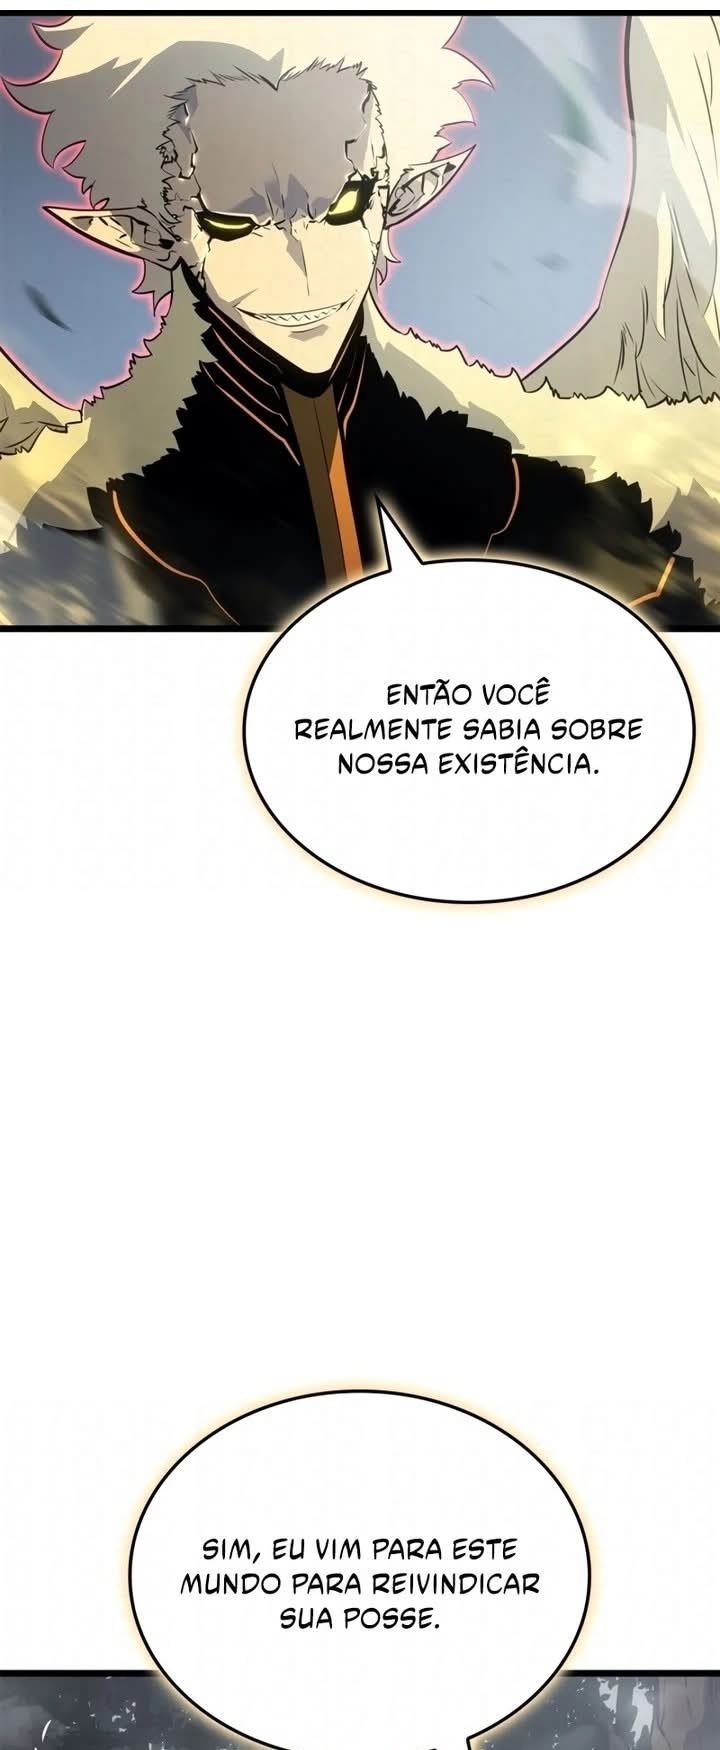 ENTÃO VOCÊ
REALMENTE SABIA SOBRE
NOSSA EXISTÊNCIA.
SIM, EU VIM PARA ESTE
MUNDO PARA REIVINDICAR
SUA POSSE.